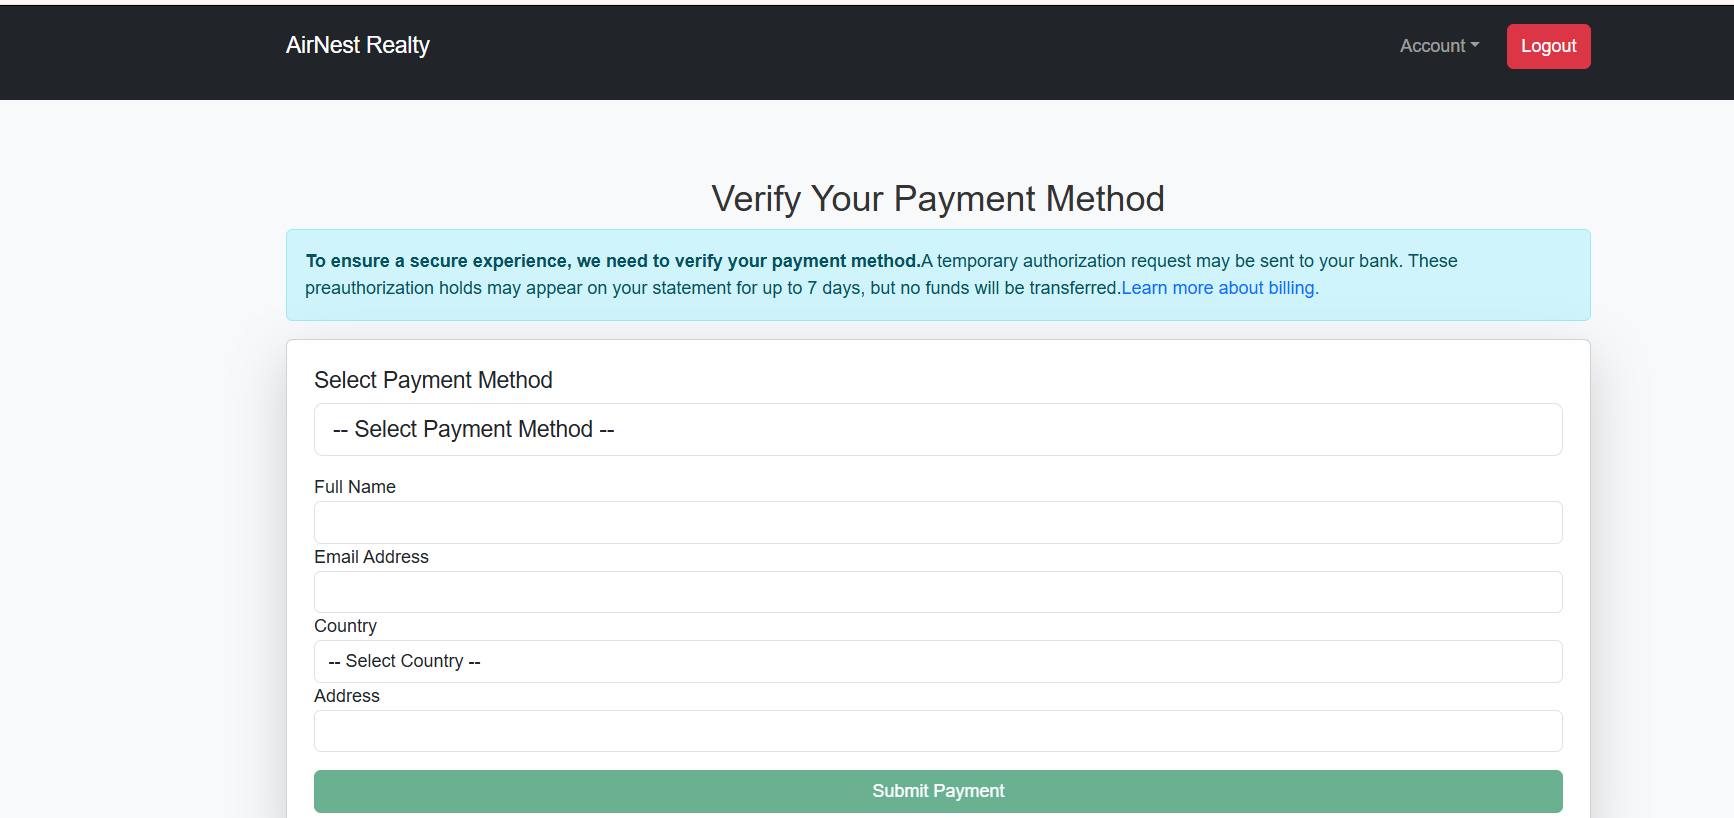 AirNest Realty
Account
Logout
Verify Your Payment Method
To ensure a secure experience, we need to verify your payment method.A temporary authorization request may be sent to your bank. These
preauthorization holds may appear on your statement for up to 7 days, but no funds will be transferred.Learn more about billing.
Select Payment Method
-- Select Payment Method --
Full Name
Email Address
Country
-- Select Country --
Address
Submit Payment